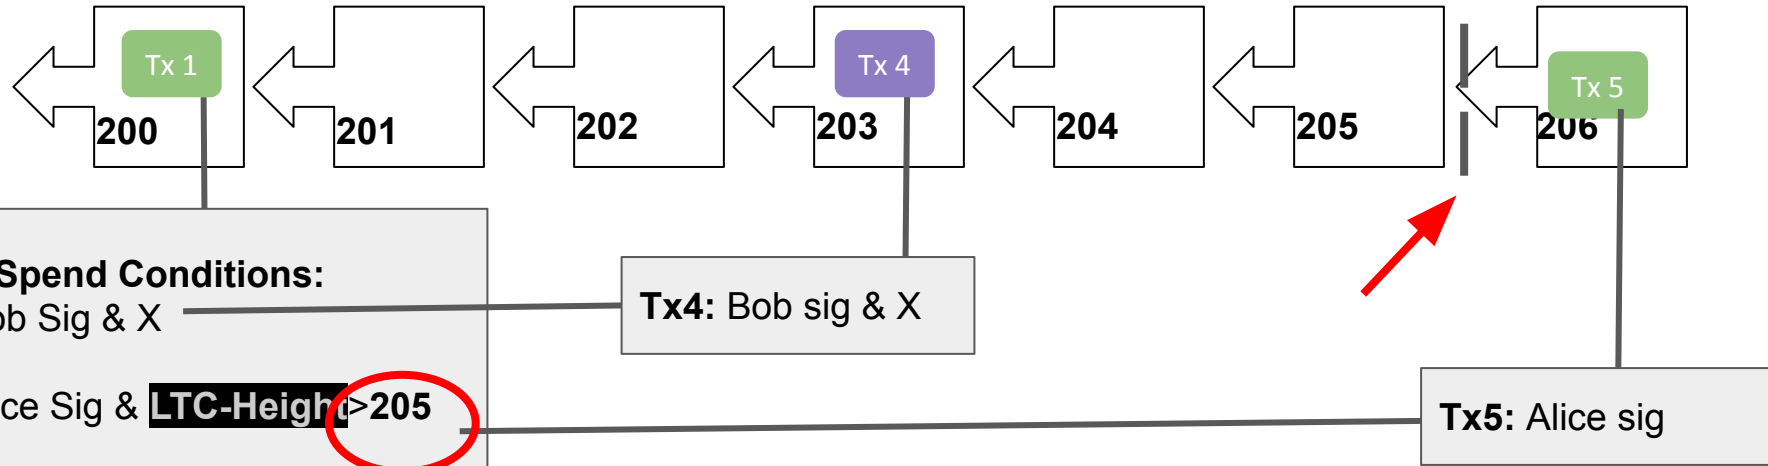 Tx 1
Tx 4
Tx 5
200
201
202
203
204
205
206
Spend Conditions:
ob Sig & X
Tx4: Bob sig & X
ice Sig & LTC-Height>205
Tx5: Alice sig